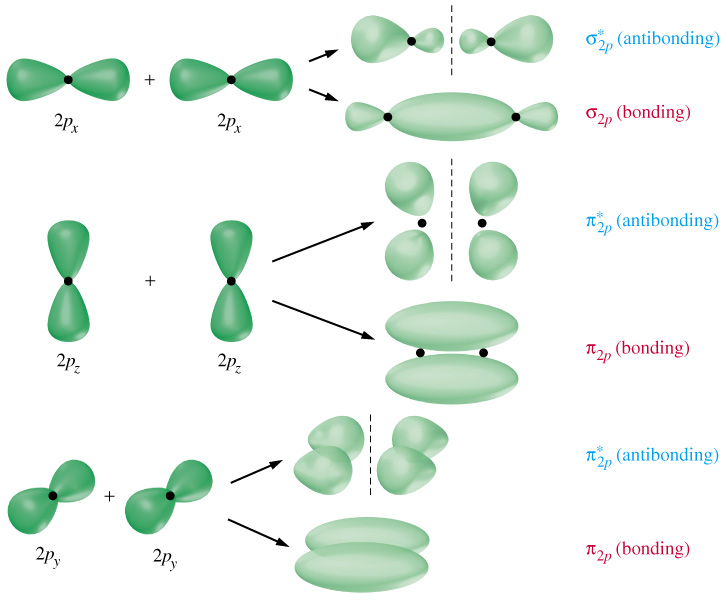 σ*2p (antibonding)
+
2px 2px
σ2p (bonding)
π*2p (antibonding)
+
2pz 2pz
π2p (bonding)
π*2p (antibonding)
+
2py 2py
π2p (bonding)